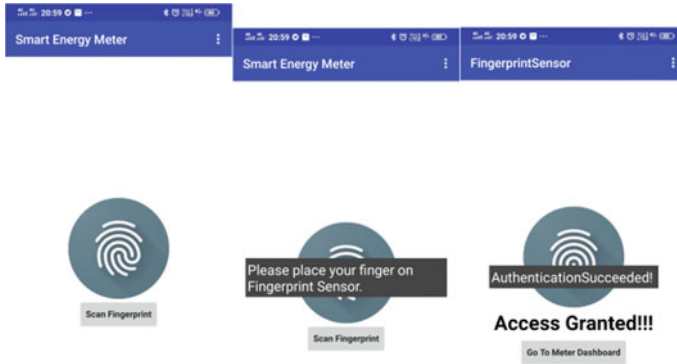 20:59
Smart Energy Meter
Scan Fingerprint
20:59
Smart Energy Meter
Please place your finger on
Fingerprint Sensor.
Scan Fingerprint
20:59
FingerprintSensor
AuthenticationSucceeded!
Access Granted!!!
Go To Meter Dashboard